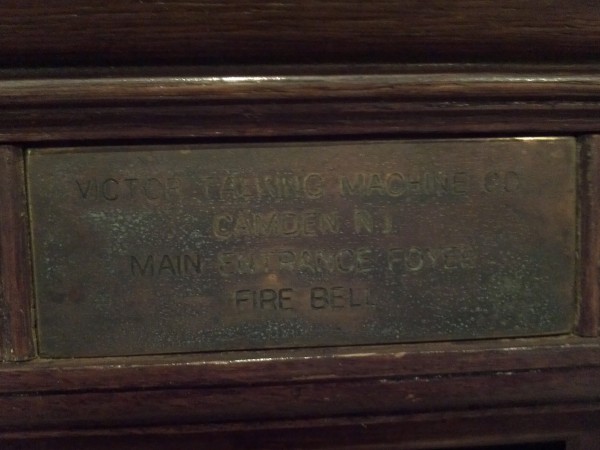 VICTOR TALKING MACHINE CO
CAMDEN N.J.
MAIN ENTRANCE FOYER
FIRE BELL